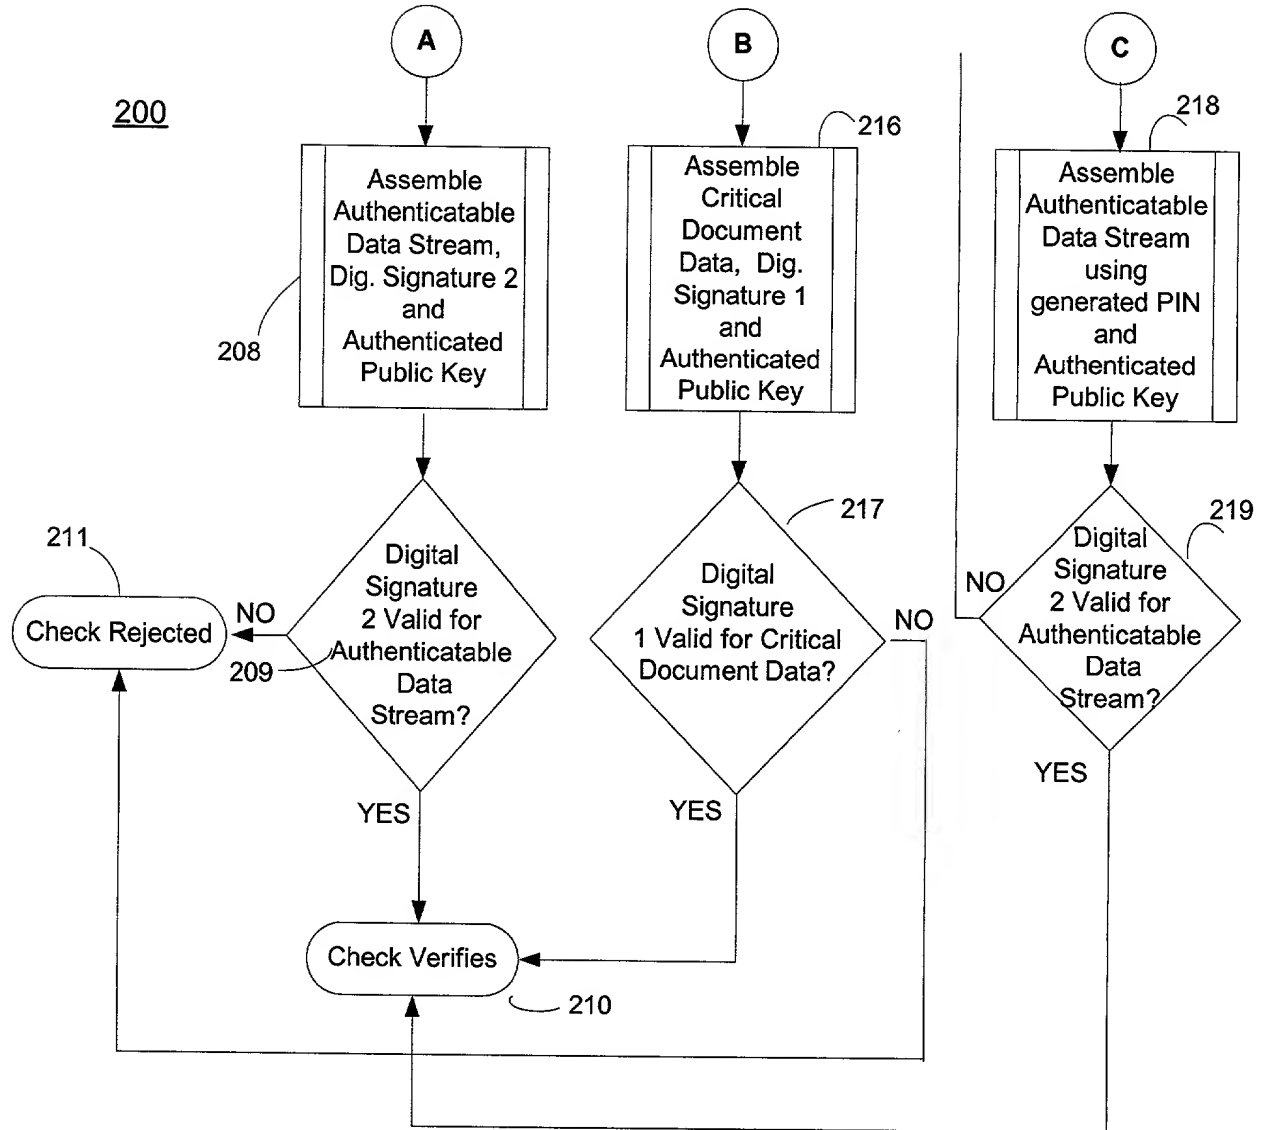 A
B
C
200
216
218
Assemble
Authenticatable
Data Stream,
Dig. Signature 2
and
Authenticated
Public Key
208
Assemble
Critical
Document
Data, Dig.
Signature 1
and
Authenticated
Public Key
Assemble
Authenticatable
Data Stream
using
generated PIN
and
Authenticated
Public Key
211
Check Rejected
NO
209
Digital
Signature
2 Valid for
Authenticatable
Data
Stream?
YES
217
Digital
Signature
1 Valid for Critical
Document Data?
NO
YES
219
NO
Digital
Signature
2 Valid for
Authenticatable
Data
Stream?
YES
Check Verifies
210